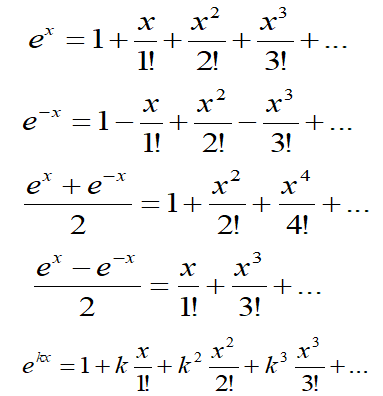 e^x = 1 + x/1! + x^2/2! + x^3/3! + ...
e^{-x} = 1 - x/1! + x^2/2! - x^3/3! + ...
(e^x + e^{-x})/2 = 1 + x^2/2! + x^4/4! + ...
(e^x - e^{-x})/2 = x/1! + x^3/3! + ...
e^{kx} = 1 + k x/1! + k^2 x^2/2! + k^3 x^3/3! + ...